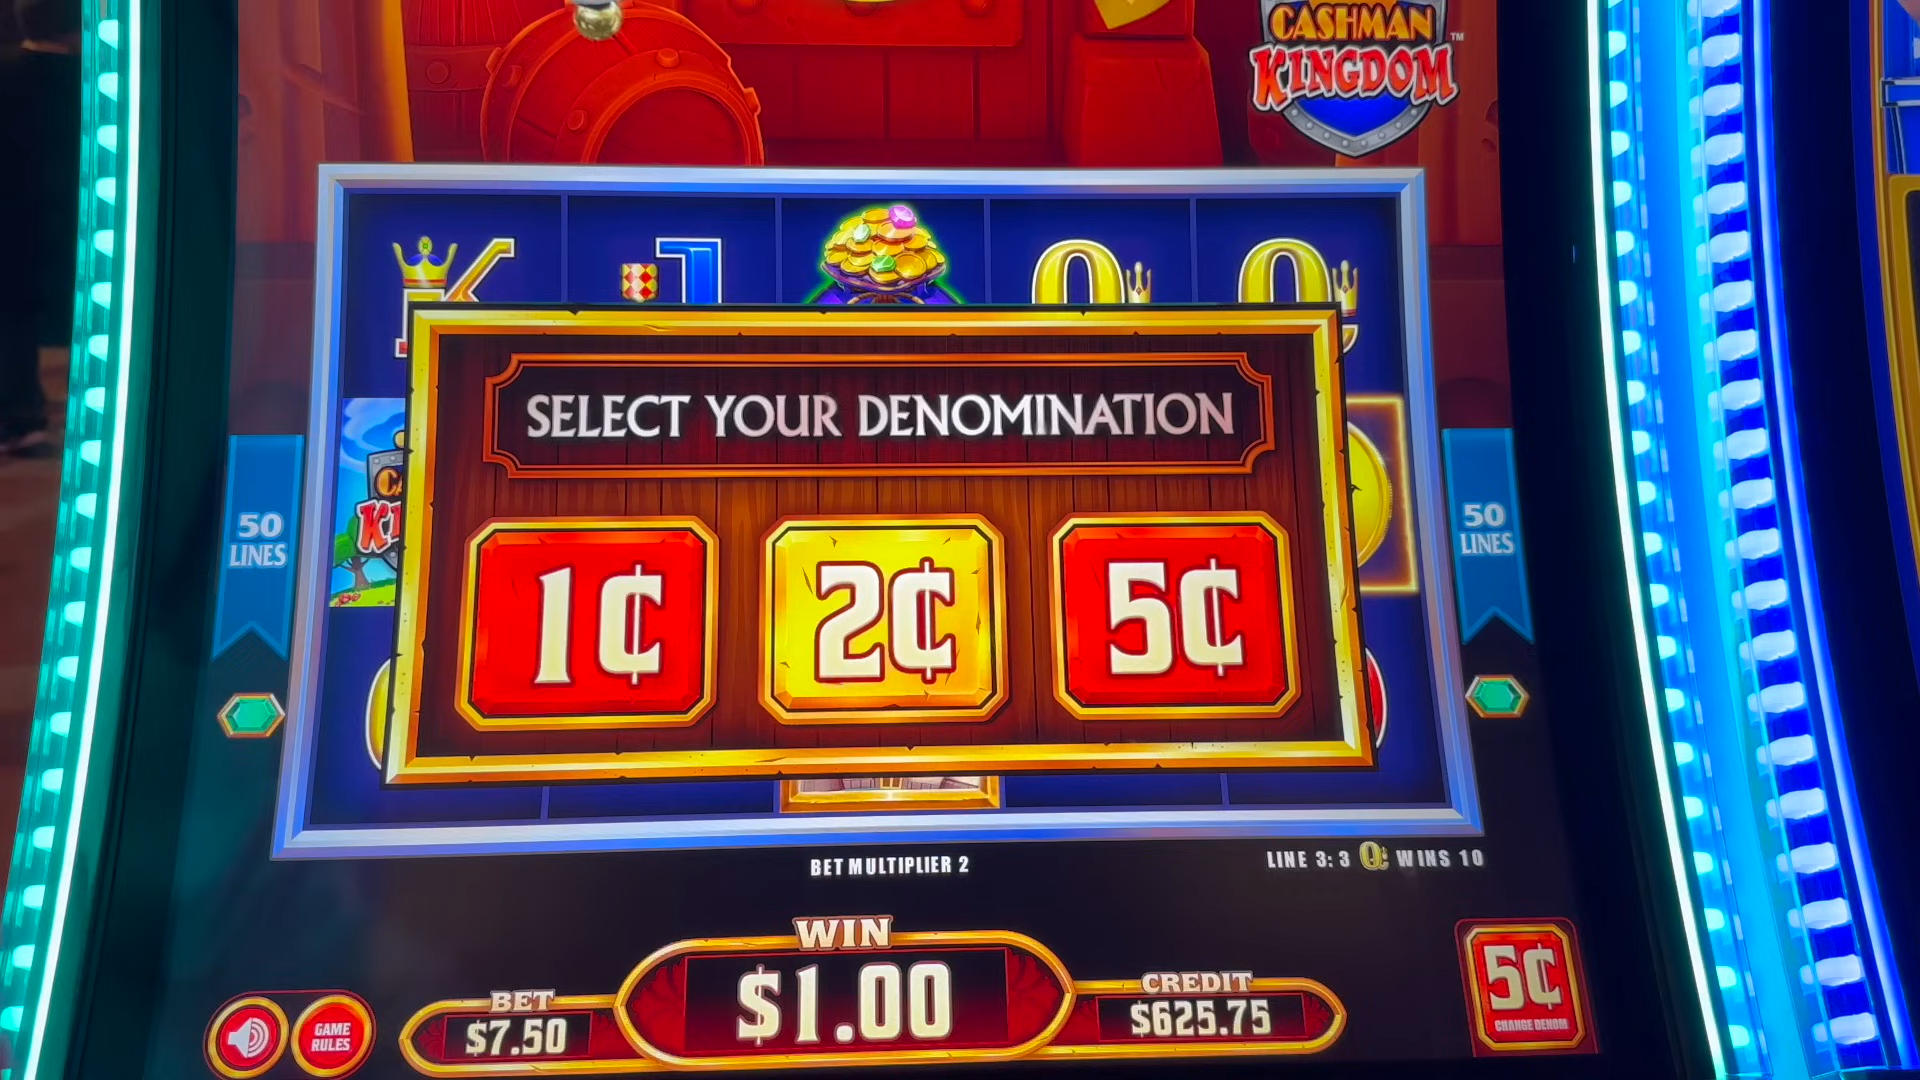 CASHMAN
KINGDOM™
K
J
Q
Q
SELECT YOUR DENOMINATION
1¢
2¢
5¢
50
LINES
50
LINES
BET MULTIPLIER 2
LINE 3: 3 Q WINS 10
WIN
$1.00
BET
$7.50
CREDIT
$625.75
GAME
RULES
5¢
CHANGE DENOM